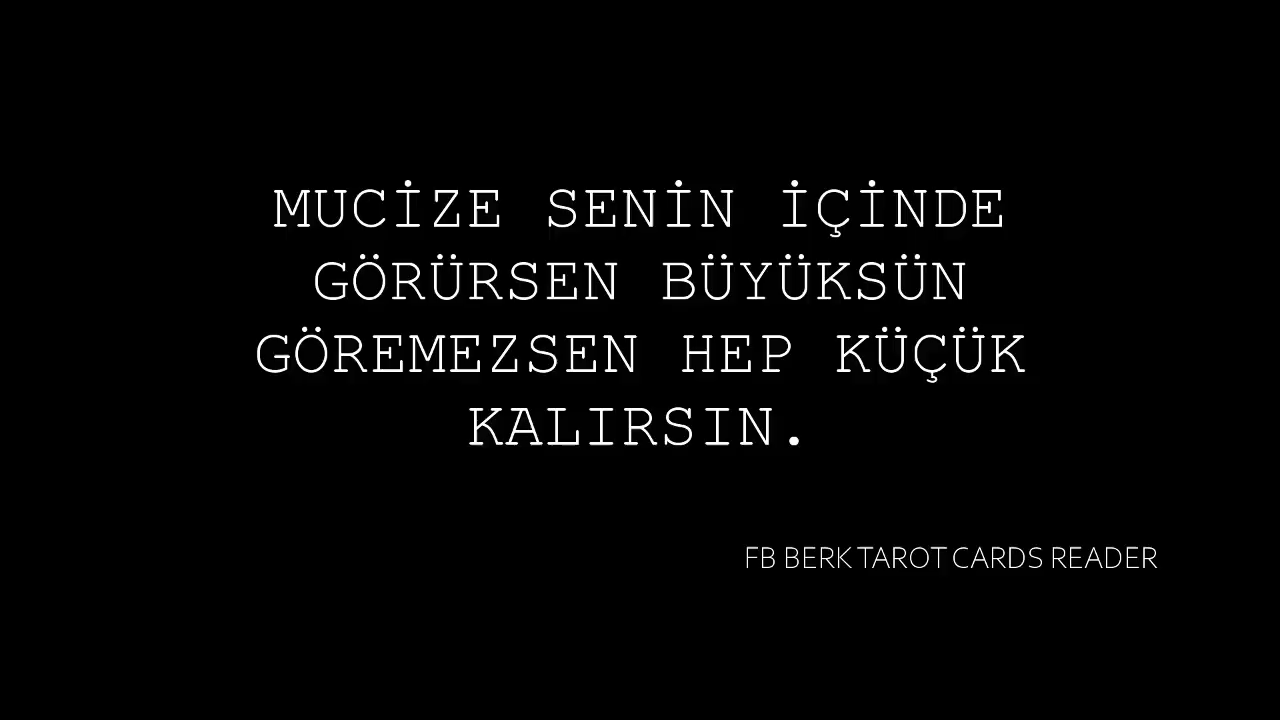 MUCİZE SENİN İÇİNDE
GÖRÜRSEN BÜYÜKSÜN
GÖREMEZSEN HEP KÜÇÜK
KALIRSIN.
FB BERK TAROT CARDS READER